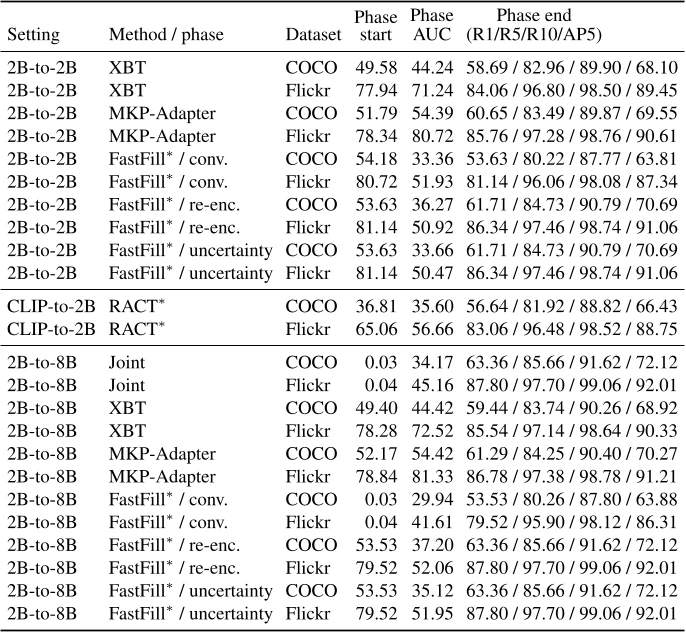 Setting Method / phase Dataset Phase start Phase AUC Phase end (R1/R5/R10/AP5)
2B-to-2B XBT COCO 49.58 44.24 58.69 / 82.96 / 89.90 / 68.10
2B-to-2B XBT Flickr 77.94 71.24 84.06 / 96.80 / 98.50 / 89.45
2B-to-2B MKP-Adapter COCO 51.79 54.39 60.65 / 83.49 / 89.87 / 69.55
2B-to-2B MKP-Adapter Flickr 78.34 80.72 85.76 / 97.28 / 98.76 / 90.61
2B-to-2B FastFill* / conv. COCO 54.18 33.36 53.63 / 80.22 / 87.77 / 63.81
2B-to-2B FastFill* / conv. Flickr 80.72 51.93 81.14 / 96.06 / 98.08 / 87.34
2B-to-2B FastFill* / re-enc. COCO 53.63 36.27 61.71 / 84.73 / 90.79 / 70.69
2B-to-2B FastFill* / re-enc. Flickr 81.14 50.92 86.34 / 97.46 / 98.74 / 91.06
2B-to-2B FastFill* / uncertainty COCO 53.63 33.66 61.71 / 84.73 / 90.79 / 70.69
2B-to-2B FastFill* / uncertainty Flickr 81.14 50.47 86.34 / 97.46 / 98.74 / 91.06
CLIP-to-2B RACT* COCO 36.81 35.60 56.64 / 81.92 / 88.82 / 66.43
CLIP-to-2B RACT* Flickr 65.06 56.66 83.06 / 96.48 / 98.52 / 88.75
2B-to-8B Joint COCO 0.03 34.17 63.36 / 85.66 / 91.62 / 72.12
2B-to-8B Joint Flickr 0.04 45.16 87.80 / 97.70 / 99.06 / 92.01
2B-to-8B XBT COCO 49.40 44.42 59.44 / 83.74 / 90.26 / 68.92
2B-to-8B XBT Flickr 78.28 72.52 85.54 / 97.14 / 98.64 / 90.33
2B-to-8B MKP-Adapter COCO 52.17 54.42 61.29 / 84.25 / 90.40 / 70.27
2B-to-8B MKP-Adapter Flickr 78.84 81.33 86.78 / 97.38 / 98.78 / 91.21
2B-to-8B FastFill* / conv. COCO 0.03 29.94 53.53 / 80.26 / 87.80 / 63.88
2B-to-8B FastFill* / conv. Flickr 0.04 41.61 79.52 / 95.90 / 98.12 / 86.31
2B-to-8B FastFill* / re-enc. COCO 53.53 37.20 63.36 / 85.66 / 91.62 / 72.12
2B-to-8B FastFill* / re-enc. Flickr 79.52 52.06 87.80 / 97.70 / 99.06 / 92.01
2B-to-8B FastFill* / uncertainty COCO 53.53 35.12 63.36 / 85.66 / 91.62 / 72.12
2B-to-8B FastFill* / uncertainty Flickr 79.52 51.95 87.80 / 97.70 / 99.06 / 92.01